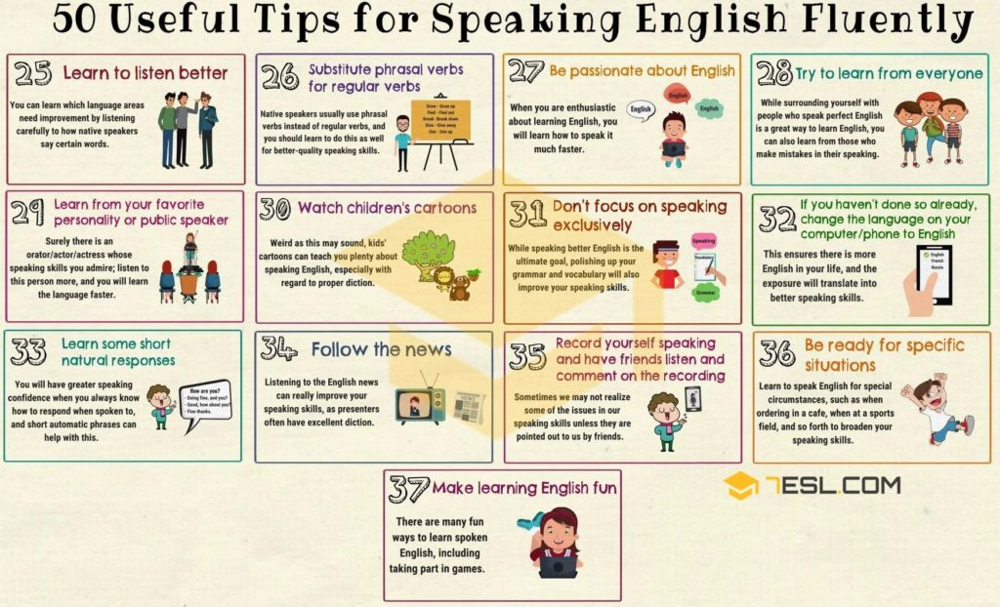 50 Useful Tips for Speaking English Fluently
25 Learn to listen better
You can learn which language areas
need improvement by listening
carefully to how native speakers
say certain words.
26 Substitute phrasal verbs
for regular verbs
Native speakers usually use phrasal
verbs instead of regular verbs, and
you should learn to do this as well
for better-quality speaking skills.
Grow - Grow up
Find - Find out
Break - Break down
Give - Give away
Use - Use up
27 Be passionate about English
When you are enthusiastic
about learning English, you
will learn how to speak it
much faster.
English
English
English
28 Try to learn from everyone
While surrounding yourself with
people who speak perfect English
is a great way to learn English, you
can also learn from those who
make mistakes in their speaking.
29 Learn from your favorite
personality or public speaker
Surely there is an
orator/actor/actress whose
speaking skills you admire; listen to
this person more, and you will learn
the language faster.
30 Watch children's cartoons
Weird as this may sound, kids'
cartoons can teach you plenty about
speaking English, especially with
regard to proper diction.
31 Don't focus on speaking
exclusively
While speaking better English is the
ultimate goal, polishing up your
grammar and vocabulary will also
improve your speaking skills.
Speaking
Vocabulary
Grammar
32 If you haven't done so already,
change the language on your
computer/phone to English
This ensures there is more
English in your life, and the
exposure will translate into
better speaking skills.
English
French
33 Learn some short
natural responses
You will have greater speaking
confidence when you always know
how to respond when spoken to,
and short automatic phrases can
help with this.
How are you?
- Doing fine, and you?
- Good, how about you?
- Fine thanks.
34 Follow the news
Listening to the English news
can really improve your
speaking skills, as presenters
often have excellent diction.
NEWS
35 Record yourself speaking
and have friends listen and
comment on the recording
Sometimes we may not realize
some of the issues in our
speaking skills unless they are
pointed out to us by friends.
36 Be ready for specific
situations
Learn to speak English for special
circumstances, such as when
ordering in a cafe, when at a sports
field, and so forth to broaden your
speaking skills.
37 Make learning English fun
There are many fun
ways to learn spoken
English, including
taking part in games.
7ESL.COM